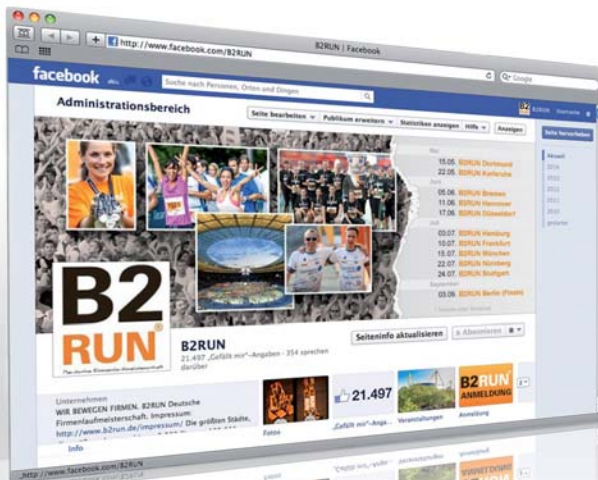 B2RUN | Facebook
http://www.facebook.com/B2RUN
Google
facebook
Suche nach Personen, Orten und Dingen
B2RUN Startseite
Administrationsbereich
Seite bearbeiten
Publikum erweitern
Statistiken anzeigen
Hilfe
Anzeigen
Seite hervorheben
Aktuell
2014
2013
2012
2011
2010
Mai
15.05. B2RUN Dortmund
22.05. B2RUN Karlsruhe
Juni
05.06. B2RUN Bremen
11.06. B2RUN Hannover
17.06. B2RUN Düsseldorf
Juli
03.07. B2RUN Hamburg
10.07. B2RUN Frankfurt
15.07. B2RUN München
22.07. B2RUN Nürnberg
24.07. B2RUN Stuttgart
September
03.09. B2RUN Berlin (Finale)
B2
RUN
B2RUN
21.497 „Gefällt mir“-Angaben · 354 sprechen
darüber
Seiteninfo aktualisieren
Abonnieren
Unternehmen
WIR BEWEGEN FIRMEN. B2RUN Deutsche
Firmenlaufmeisterschaft. Impressum:
http://www.b2run.de/impressum/ Die größten Städte,
Info
Fotos
21.497
„Gefällt mir“-Anga...
Veranstaltungen
B2RUN
ANMELDUNG
Anmeldung
http://www.facebook.com/B2RUN